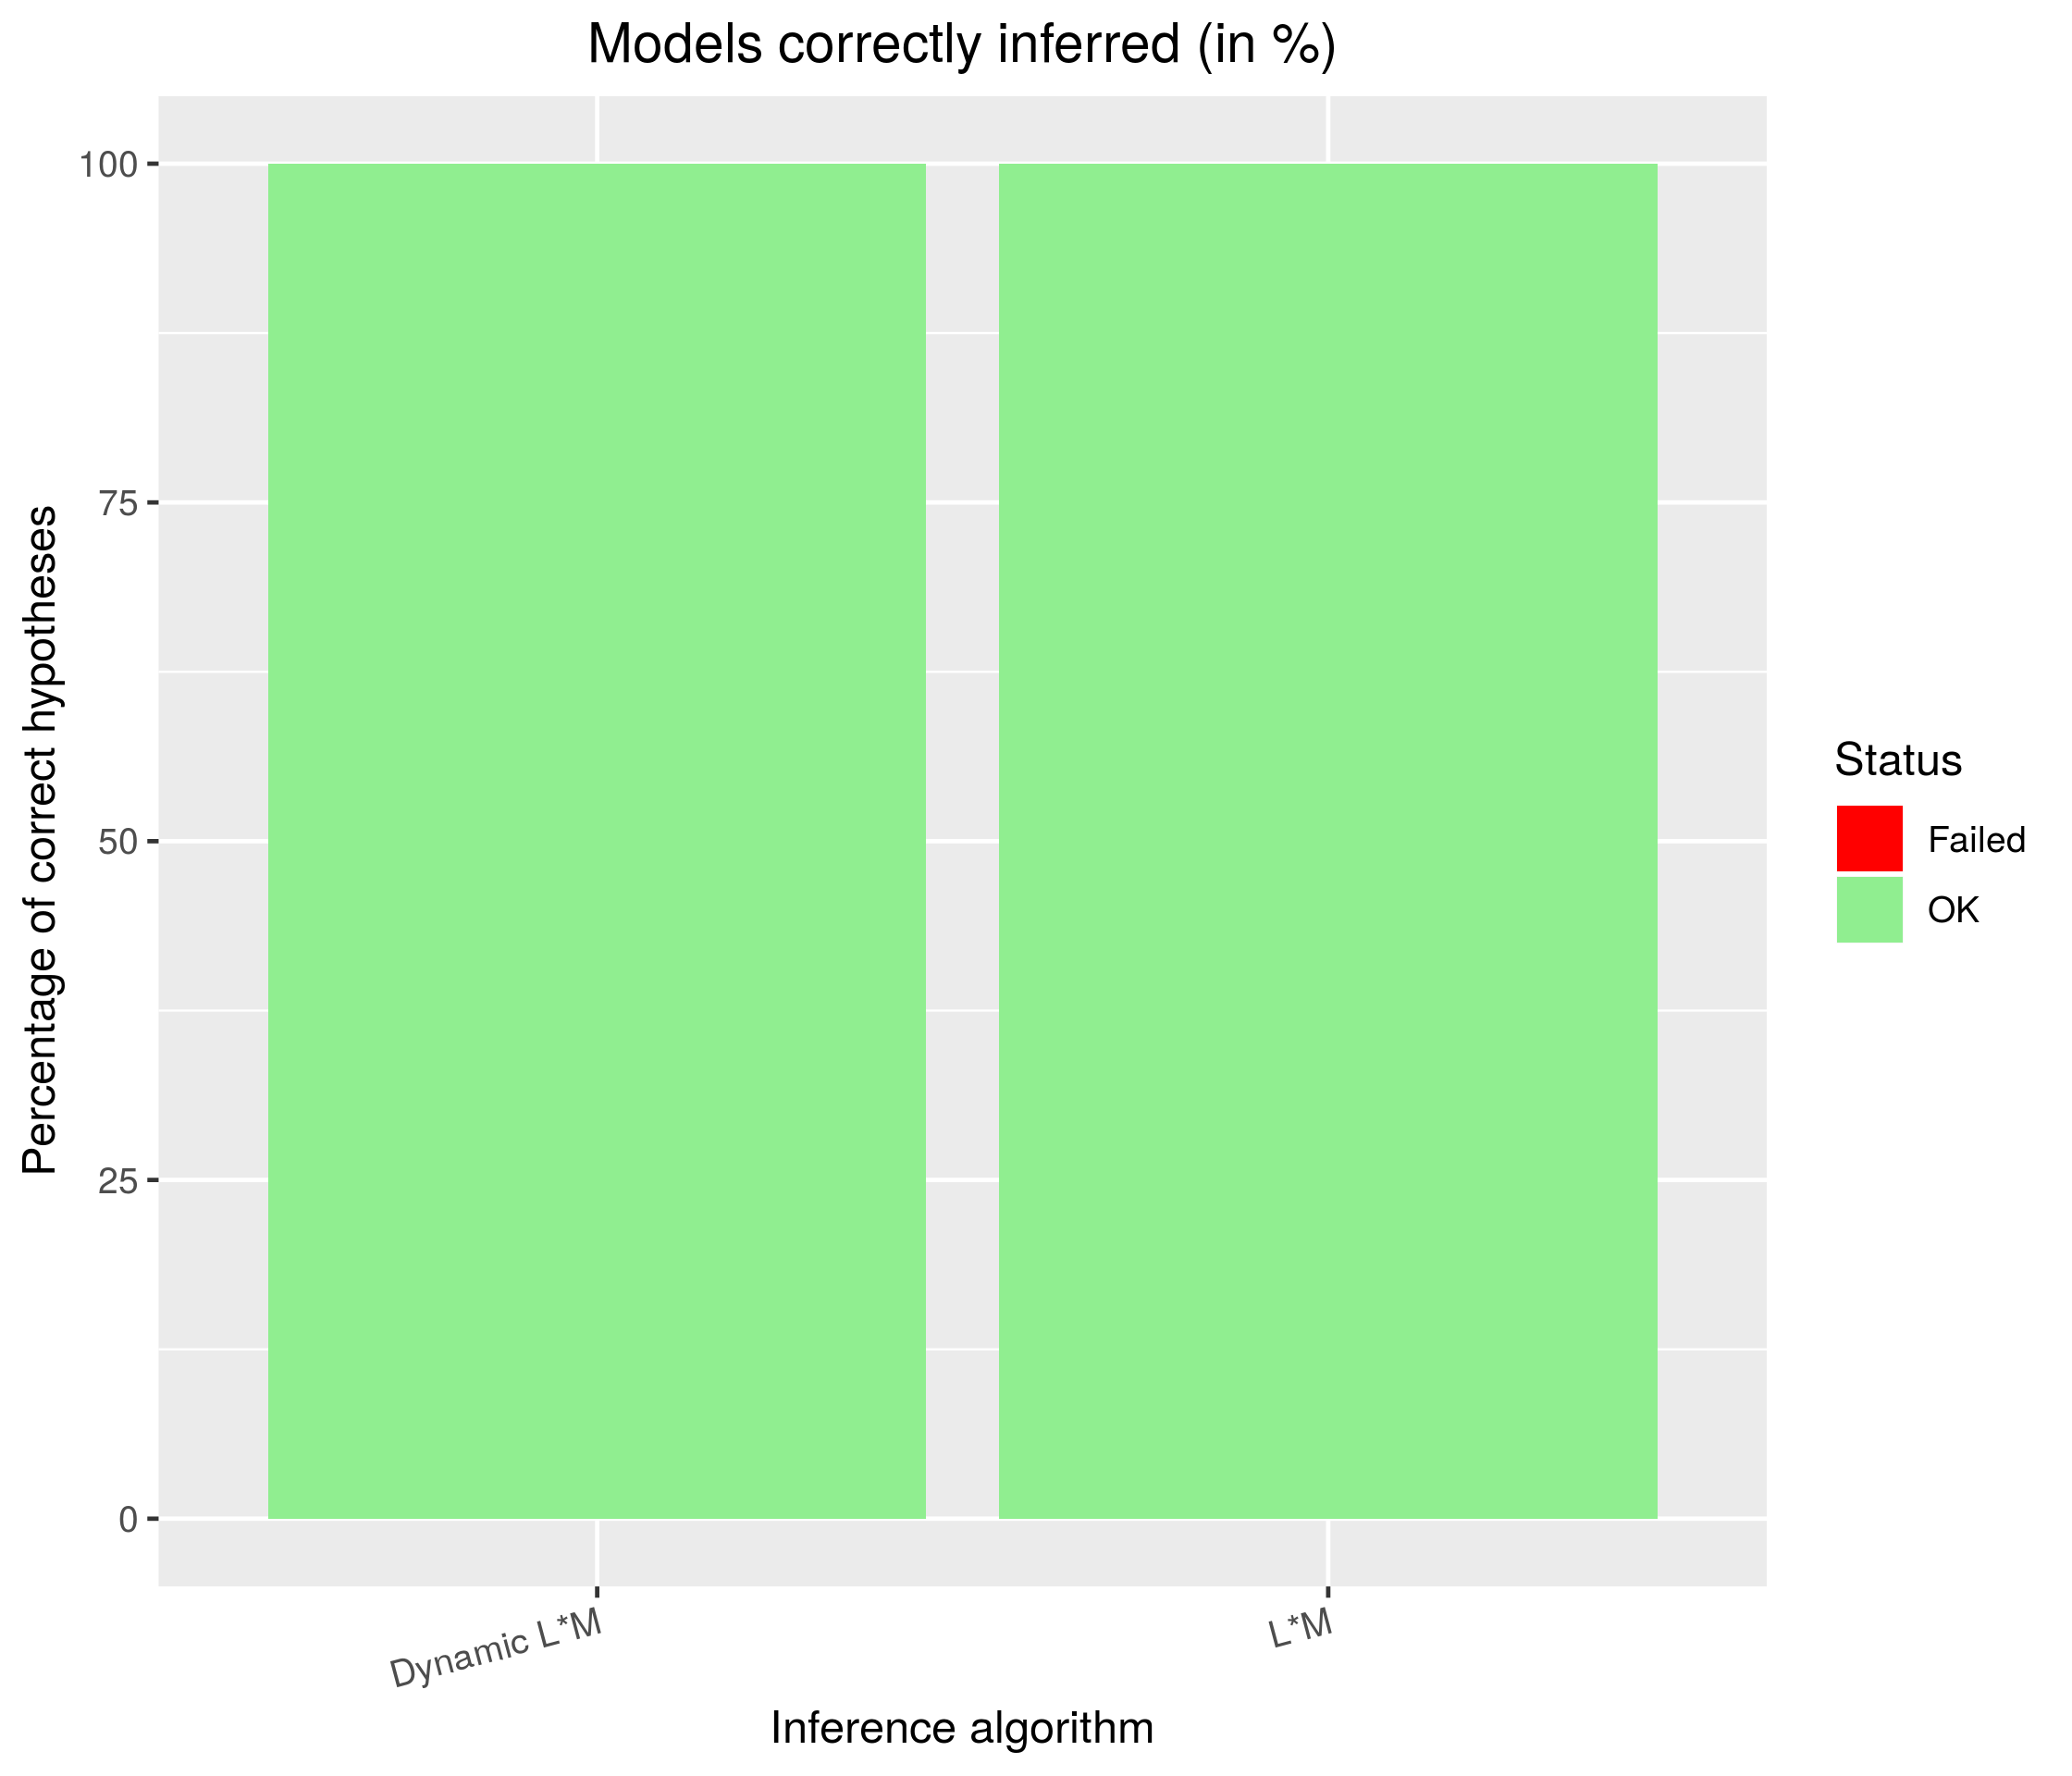 Models correctly inferred (in %)
Percentage of correct hypotheses
100
75
50
25
0
Dynamic L*M
L*M
Inference algorithm
Status
Failed
OK